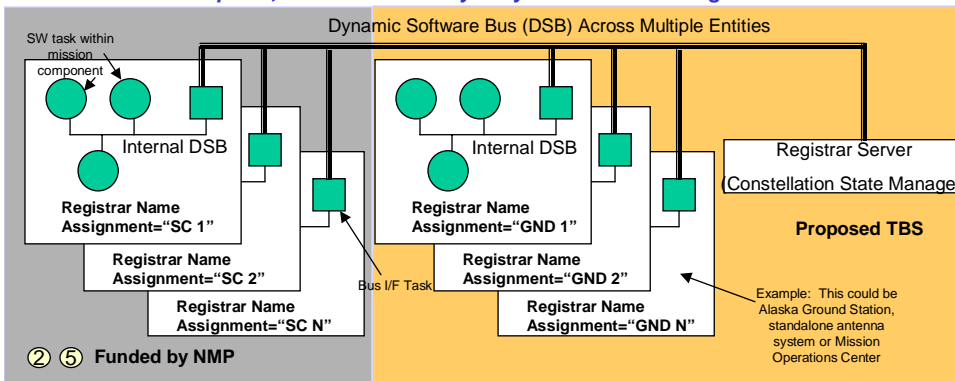 Dynamic Software Bus (DSB) Across Multiple Entities
SW task within
mission
component
Internal DSB
Registrar Name
Assignment=“SC 1”
Registrar Name
Assignment=“SC 2”
Registrar Name
Assignment=“SC N”
Bus I/F Task
2 5 Funded by NMP
Internal DSB
Registrar Name
Assignment=“GND 1”
Registrar Name
Assignment=“GND 2”
Registrar Name
Assignment=“GND N”
Registrar Server
(Constellation State Manage
Proposed TBS
Example: This could be
Alaska Ground Station,
standalone antenna
system or Mission
Operations Center